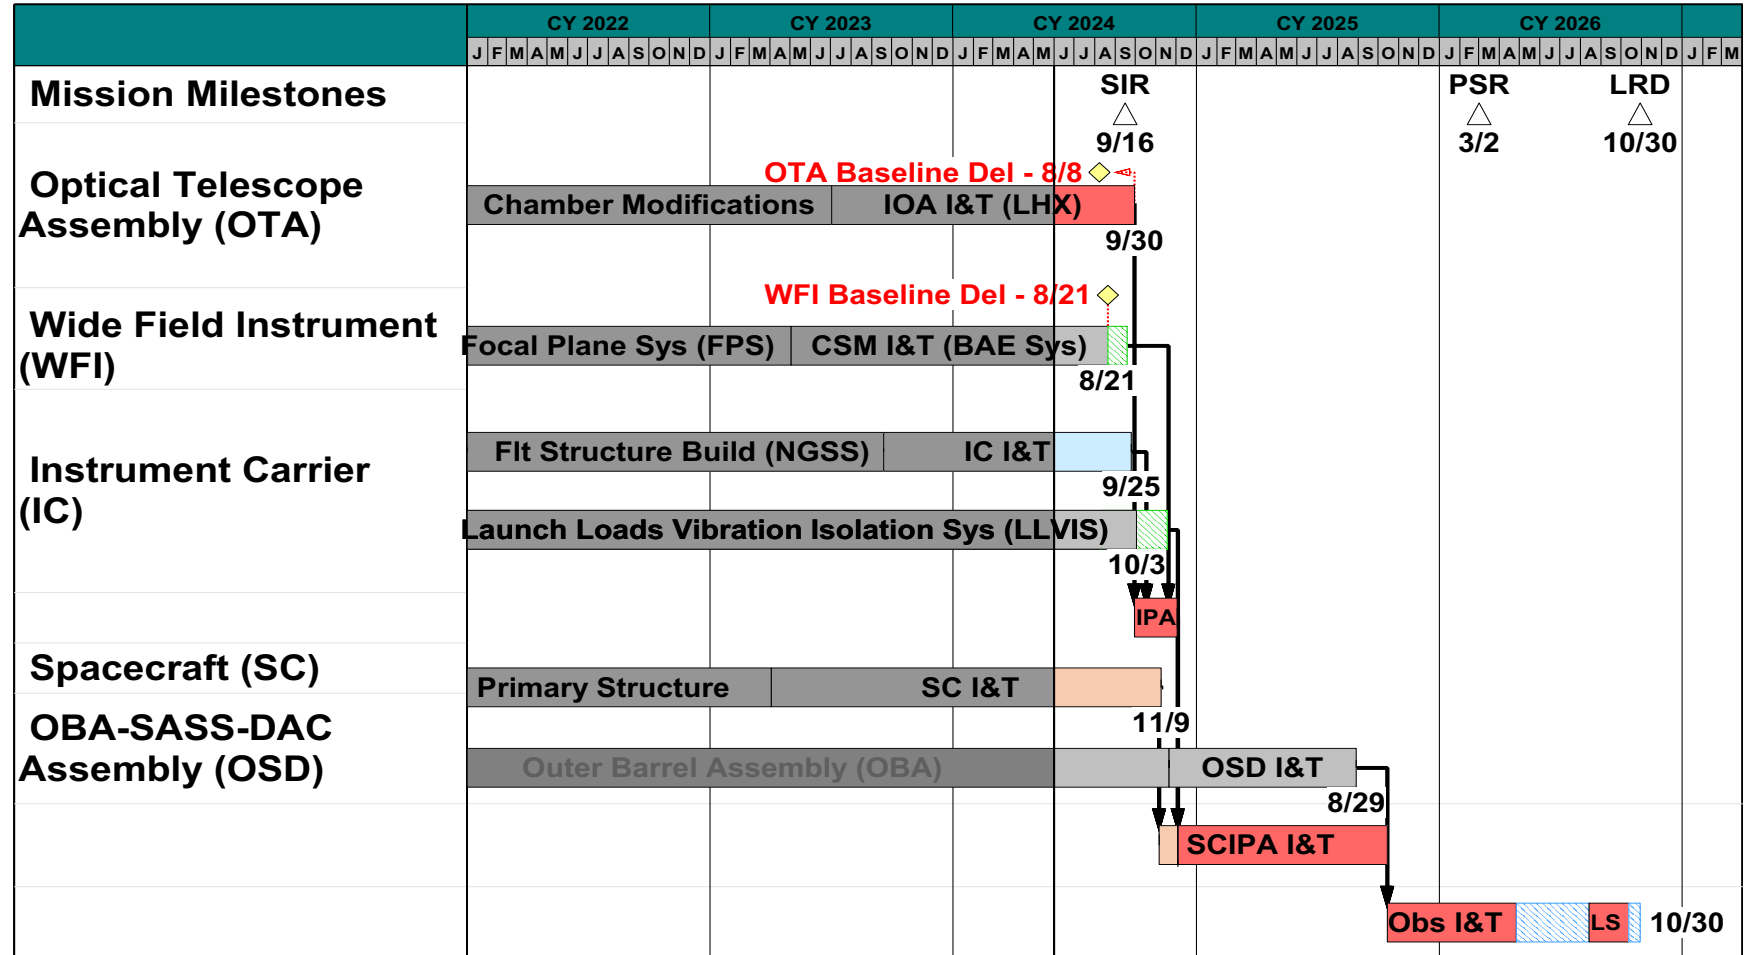 CY 2022 CY 2023 CY 2024 CY 2025 CY 2026
J F M A M J J A S O N D J F M A M J J A S O N D J F M A M J J A S O N D J F M A M J J A S O N D J F M A M J J A S O N D J F M
Mission Milestones
SIR PSR LRD
9/16 3/2 10/30
OTA Baseline Del - 8/8
Optical Telescope
Assembly (OTA)
Chamber Modifications IOA I&T (LHX)
9/30
WFI Baseline Del - 8/21
Wide Field Instrument
(WFI)
Focal Plane Sys (FPS) CSM I&T (BAE Sys)
8/21
Instrument Carrier
(IC)
Flt Structure Build (NGSS) IC I&T
9/25
Launch Loads Vibration Isolation Sys (LLVIS)
10/3
IPA
Spacecraft (SC)
Primary Structure SC I&T
11/9
OBA-SASS-DAC
Assembly (OSD)
Outer Barrel Assembly (OBA) OSD I&T
8/29
SCIPA I&T
Obs I&T LS 10/30